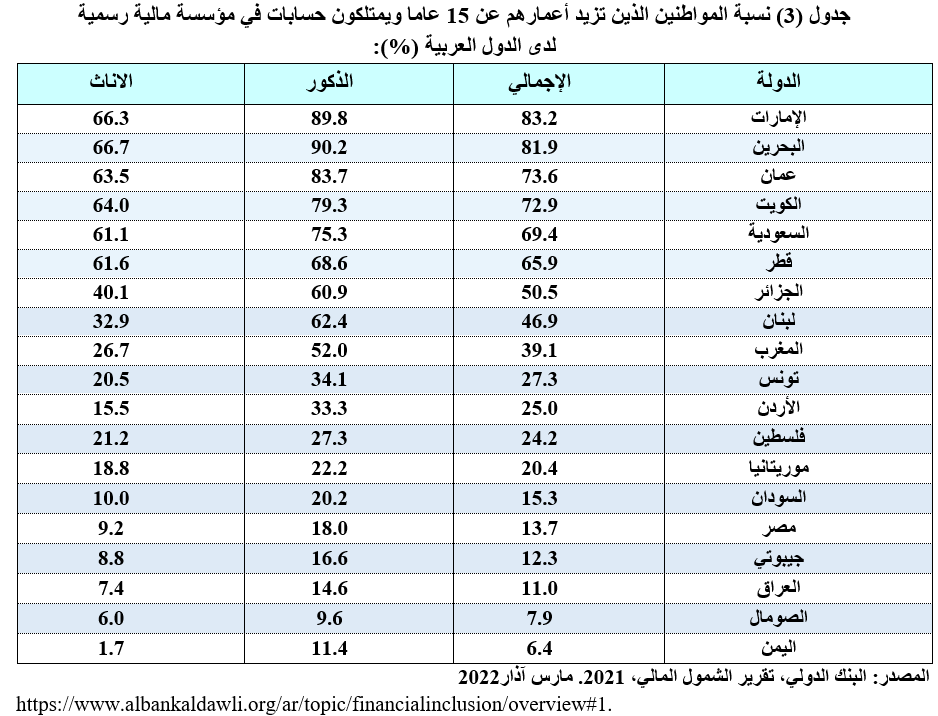 جدول (3) نسبة المواطنين الذين تزيد أعمارهم عن 15 عاما ويمتلكون حسابات في مؤسسة مالية رسمية
لدى الدول العربية (%):
الدولة الإجمالي الذكور الاناث
الإمارات 83.2 89.8 66.3
البحرين 81.9 90.2 66.7
عمان 73.6 83.7 63.5
الكويت 72.9 79.3 64.0
السعودية 69.4 75.3 61.1
قطر 65.9 68.6 61.6
الجزائر 50.5 60.9 40.1
لبنان 46.9 62.4 32.9
المغرب 39.1 52.0 26.7
تونس 27.3 34.1 20.5
الأردن 25.0 33.3 15.5
فلسطين 24.2 27.3 21.2
موريتانيا 20.4 22.2 18.8
السودان 15.3 20.2 10.0
مصر 13.7 18.0 9.2
جيبوتي 12.3 16.6 8.8
العراق 11.0 14.6 7.4
الصومال 7.9 9.6 6.0
اليمن 6.4 11.4 1.7
المصدر: البنك الدولي، تقرير الشمول المالي، 2021. مارس آذار2022
https://www.albankaldawli.org/ar/topic/financialinclusion/overview#1.